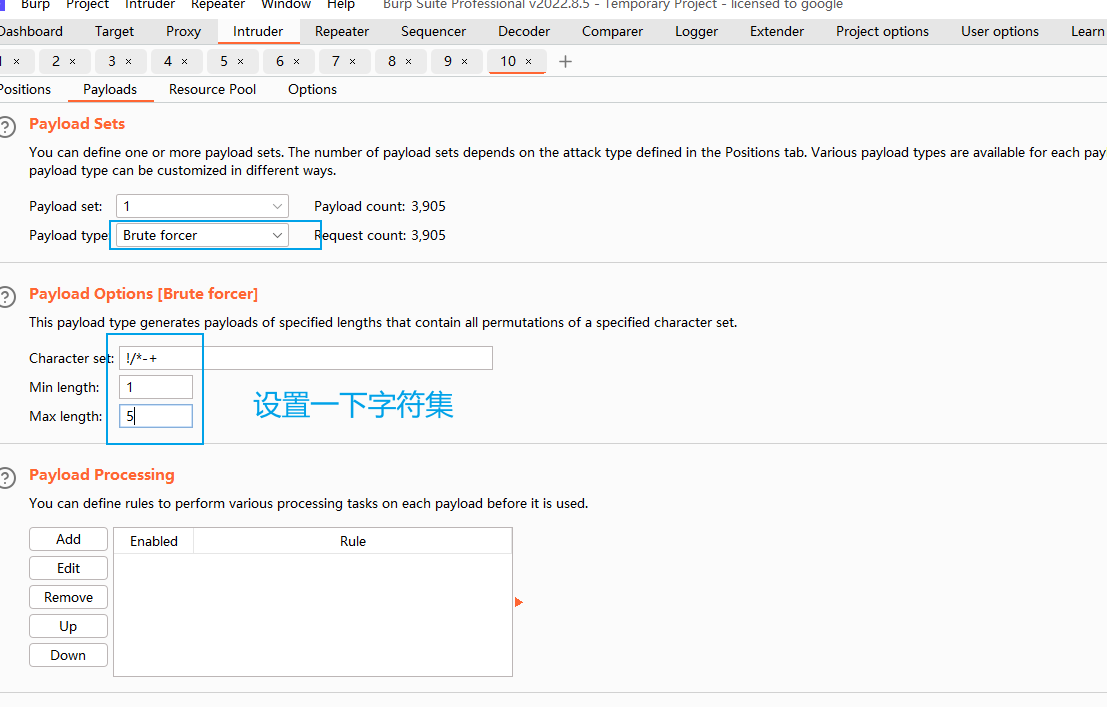 Burp Project Intruder Repeater Window Help Burp Suite Professional v2022.8.5 - Temporary Project - licensed to google
Dashboard Target Proxy Intruder Repeater Sequencer Decoder Comparer Logger Extender Project options User options Learn
1 × 2 × 3 × 4 × 5 × 6 × 7 × 8 × 9 × 10 × +
Positions Payloads Resource Pool Options
? Payload Sets
You can define one or more payload sets. The number of payload sets depends on the attack type defined in the Positions tab. Various payload types are available for each pay
payload type can be customized in different ways.
Payload set: 1 Payload count: 3,905
Payload type: Brute forcer Request count: 3,905
? Payload Options [Brute forcer]
This payload type generates payloads of specified lengths that contain all permutations of a specified character set.
Character set: !/*-+
Min length: 1
Max length: 5
设置一下字符集
? Payload Processing
You can define rules to perform various processing tasks on each payload before it is used.
Add Enabled Rule
Edit
Remove
Up
Down